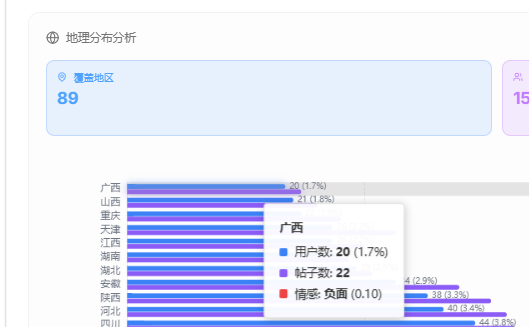 地理分布分析
覆盖地区
89
15
广西 20 (1.7%)
山西 21 (1.8%)
重庆
天津
江西
湖南
湖北
安徽 4 (2.9%)
陕西 38 (3.3%)
河北 40 (3.4%)
四川 44 (3.8%)
广西
用户数: 20 (1.7%)
帖子数: 22
情感: 负面 (0.10)